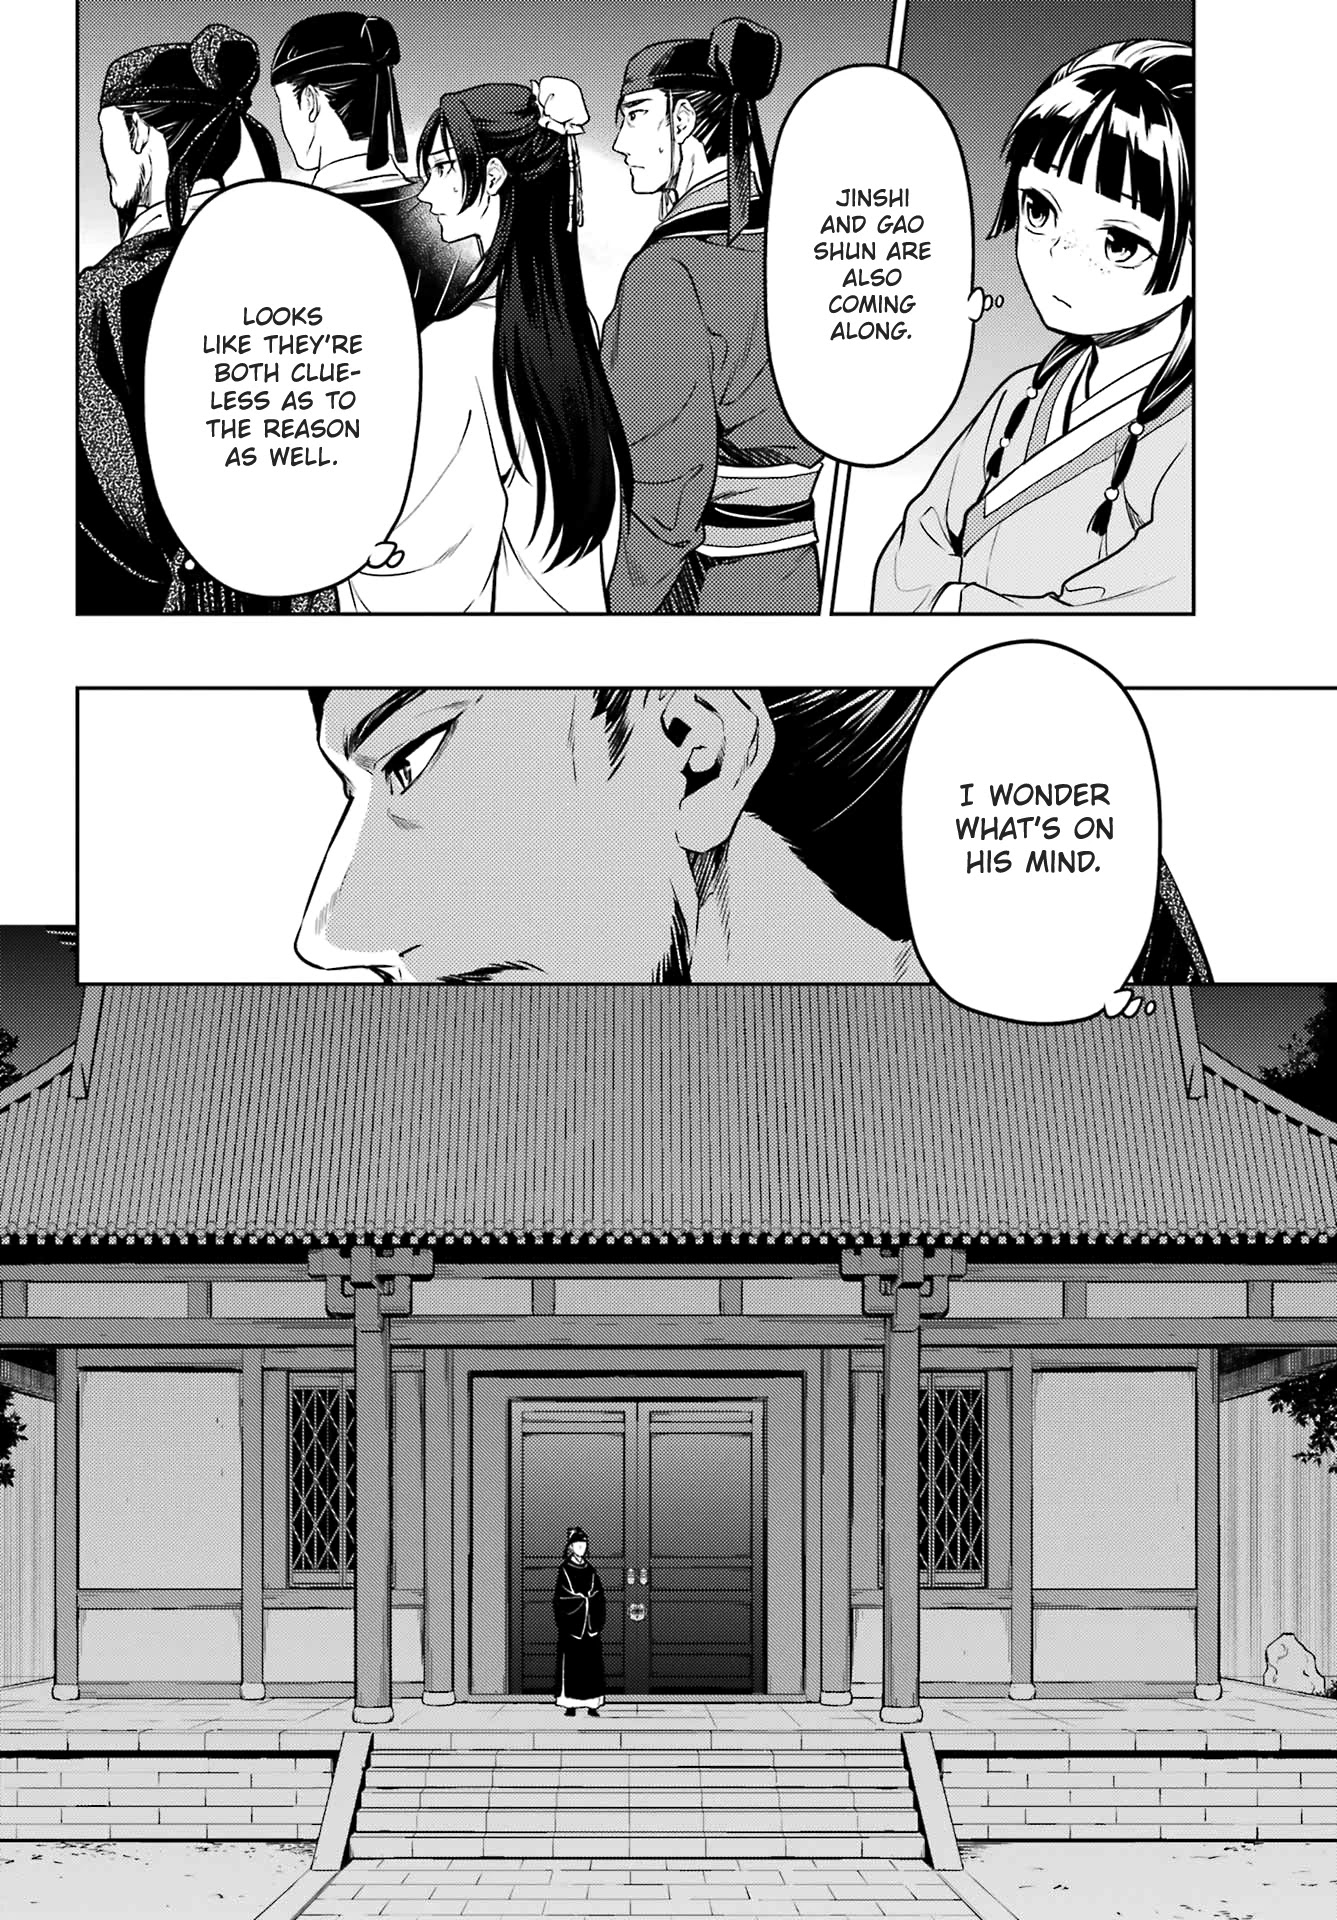 JINSHI
AND GAO
SHUN ARE
ALSO
COMING
ALONG.
LOOKS
LIKE THEY'RE
BOTH CLUE-
LESS AS TO
THE REASON
AS WELL.
I WONDER
WHAT'S ON
HIS MIND.